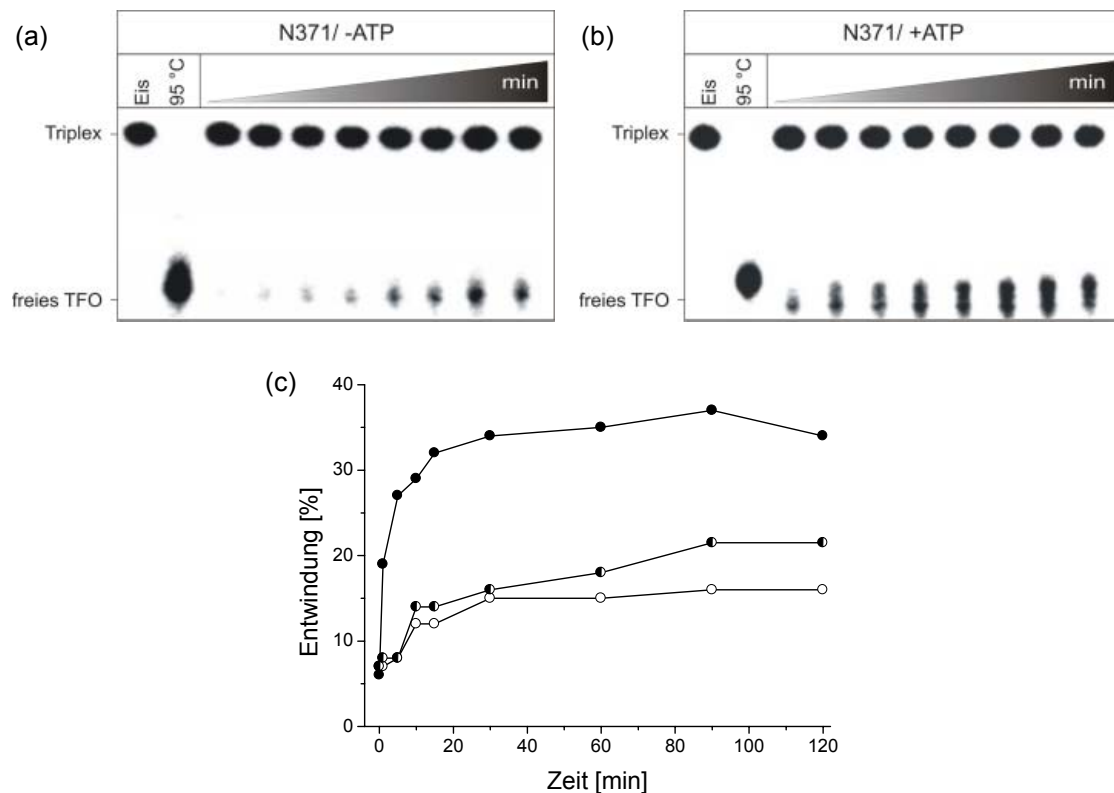 (a)
N371/ -ATP
Eis
95 °C
min
Triplex
freies TFO
(b)
N371/ +ATP
Eis
95 °C
min
Triplex
freies TFO
(c)
Entwindung [%]
40
30
20
10
0
0 20 40 60 80 100 120
Zeit [min]